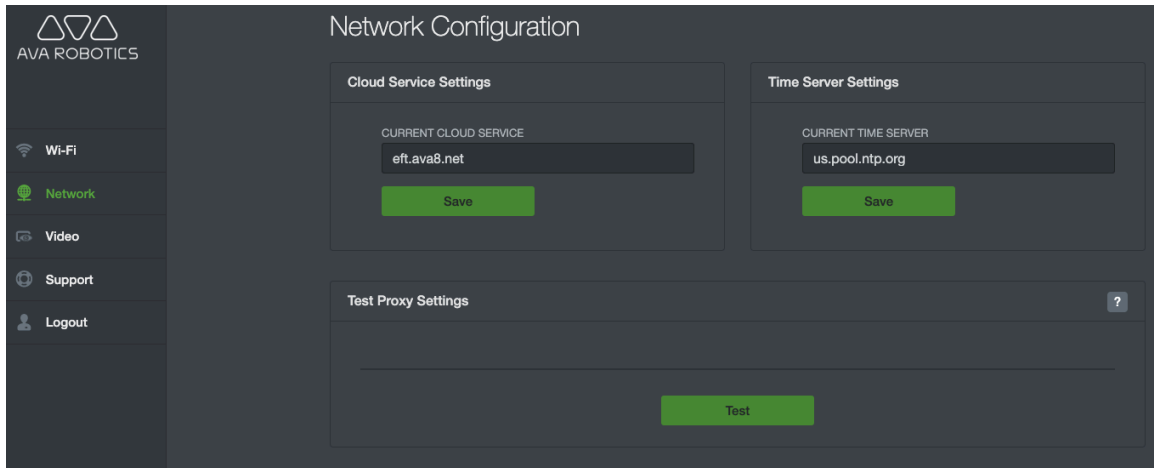 AVA ROBOTICS
Wi-Fi
Network
Video
Support
Logout
Network Configuration
Cloud Service Settings
CURRENT CLOUD SERVICE
eft.ava8.net
Save
Time Server Settings
CURRENT TIME SERVER
us.pool.ntp.org
Save
Test Proxy Settings
?
Test